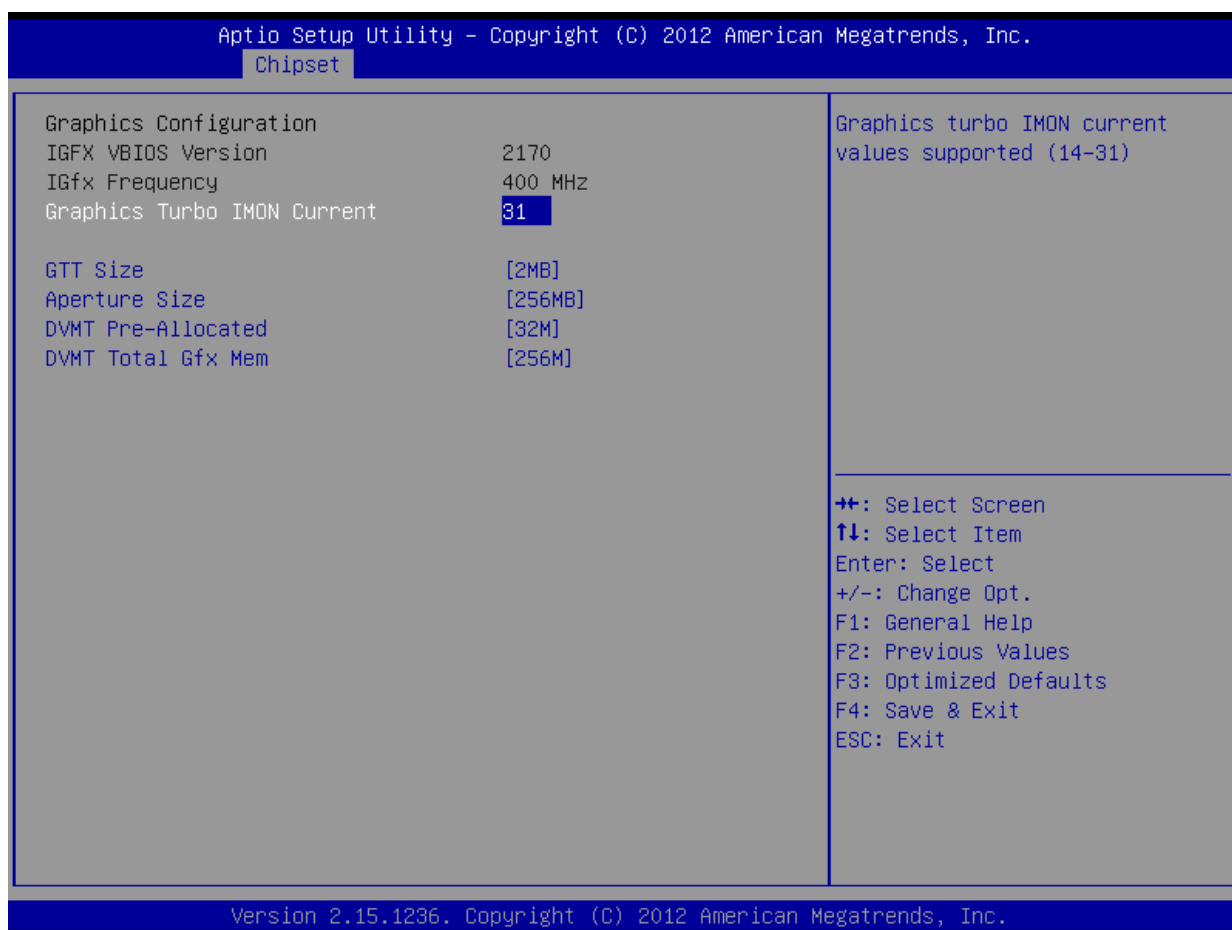 Aptio Setup Utility – Copyright (C) 2012 American Megatrends, Inc.
Chipset
Graphics Configuration
IGFX VBIOS Version 2170
IGfx Frequency 400 MHz
Graphics Turbo IMON Current 31
GTT Size [2MB]
Aperture Size [256MB]
DVMT Pre-Allocated [32M]
DVMT Total Gfx Mem [256M]
Graphics turbo IMON current
values supported (14-31)
→←: Select Screen
↑↓: Select Item
Enter: Select
+/-: Change Opt.
F1: General Help
F2: Previous Values
F3: Optimized Defaults
F4: Save & Exit
ESC: Exit
Version 2.15.1236. Copyright (C) 2012 American Megatrends, Inc.